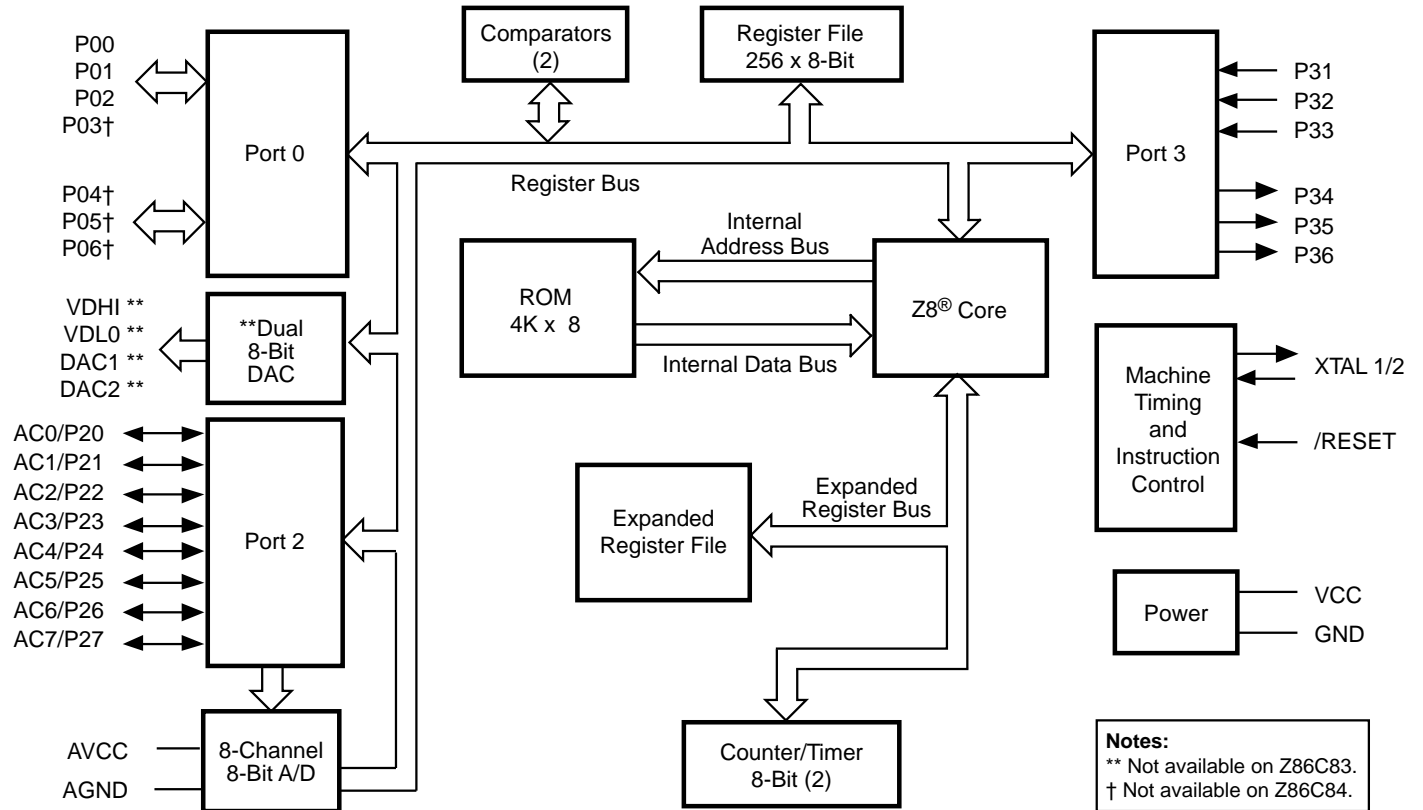 P00
P01
P02
P03†
P04†
P05†
P06†
Port 0
Comparators
(2)
Register File
256 x 8-Bit
Port 3
P31
P32
P33
P34
P35
P36
Register Bus
Internal
Address Bus
ROM
4K x 8
Z8® Core
Internal Data Bus
VDHI **
VDL0 **
DAC1 **
DAC2 **
**Dual
8-Bit
DAC
Machine
Timing
and
Instruction
Control
XTAL 1/2
/RESET
AC0/P20
AC1/P21
AC2/P22
AC3/P23
AC4/P24
AC5/P25
AC6/P26
AC7/P27
Port 2
Expanded
Register File
Expanded
Register Bus
Power
VCC
GND
AVCC
AGND
8-Channel
8-Bit A/D
Counter/Timer
8-Bit (2)
Notes:
** Not available on Z86C83.
† Not available on Z86C84.